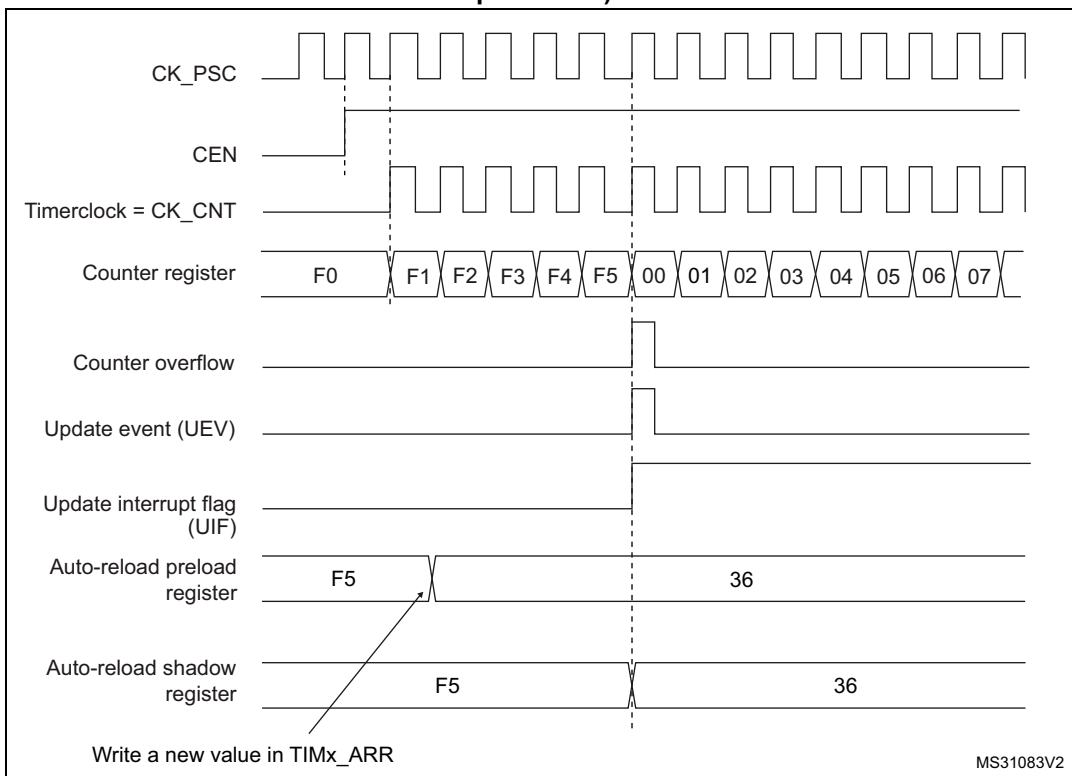 CK_PSC
CEN
Timerclock = CK_CNT
Counter register
F0 F1 F2 F3 F4 F5 00 01 02 03 04 05 06 07
Counter overflow
Update event (UEV)
Update interrupt flag
(UIF)
Auto-reload preload
register
F5 36
Auto-reload shadow
register
F5 36
Write a new value in TIMx_ARR
MS31083V2